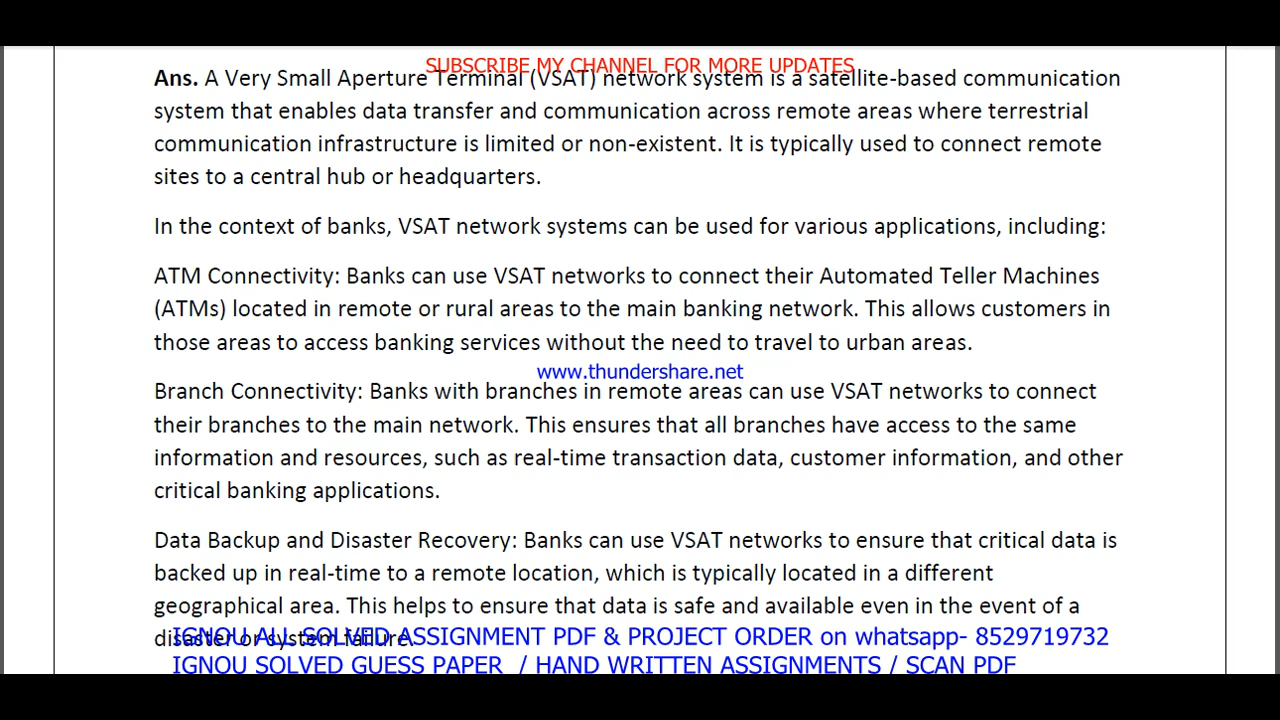 SUBSCRIBE MY CHANNEL FOR MORE UPDATES
Ans. A Very Small Aperture Terminal (VSAT) network system is a satellite-based communication
system that enables data transfer and communication across remote areas where terrestrial
communication infrastructure is limited or non-existent. It is typically used to connect remote
sites to a central hub or headquarters.
In the context of banks, VSAT network systems can be used for various applications, including:
ATM Connectivity: Banks can use VSAT networks to connect their Automated Teller Machines
(ATMs) located in remote or rural areas to the main banking network. This allows customers in
those areas to access banking services without the need to travel to urban areas.
www.thundershare.net
Branch Connectivity: Banks with branches in remote areas can use VSAT networks to connect
their branches to the main network. This ensures that all branches have access to the same
information and resources, such as real-time transaction data, customer information, and other
critical banking applications.
Data Backup and Disaster Recovery: Banks can use VSAT networks to ensure that critical data is
backed up in real-time to a remote location, which is typically located in a different
geographical area. This helps to ensure that data is safe and available even in the event of a
disaster or system failure.
IGNOU ALL SOLVED ASSIGNMENT PDF & PROJECT ORDER on whatsapp- 8529719732
IGNOU SOLVED GUESS PAPER / HAND WRITTEN ASSIGNMENTS / SCAN PDF